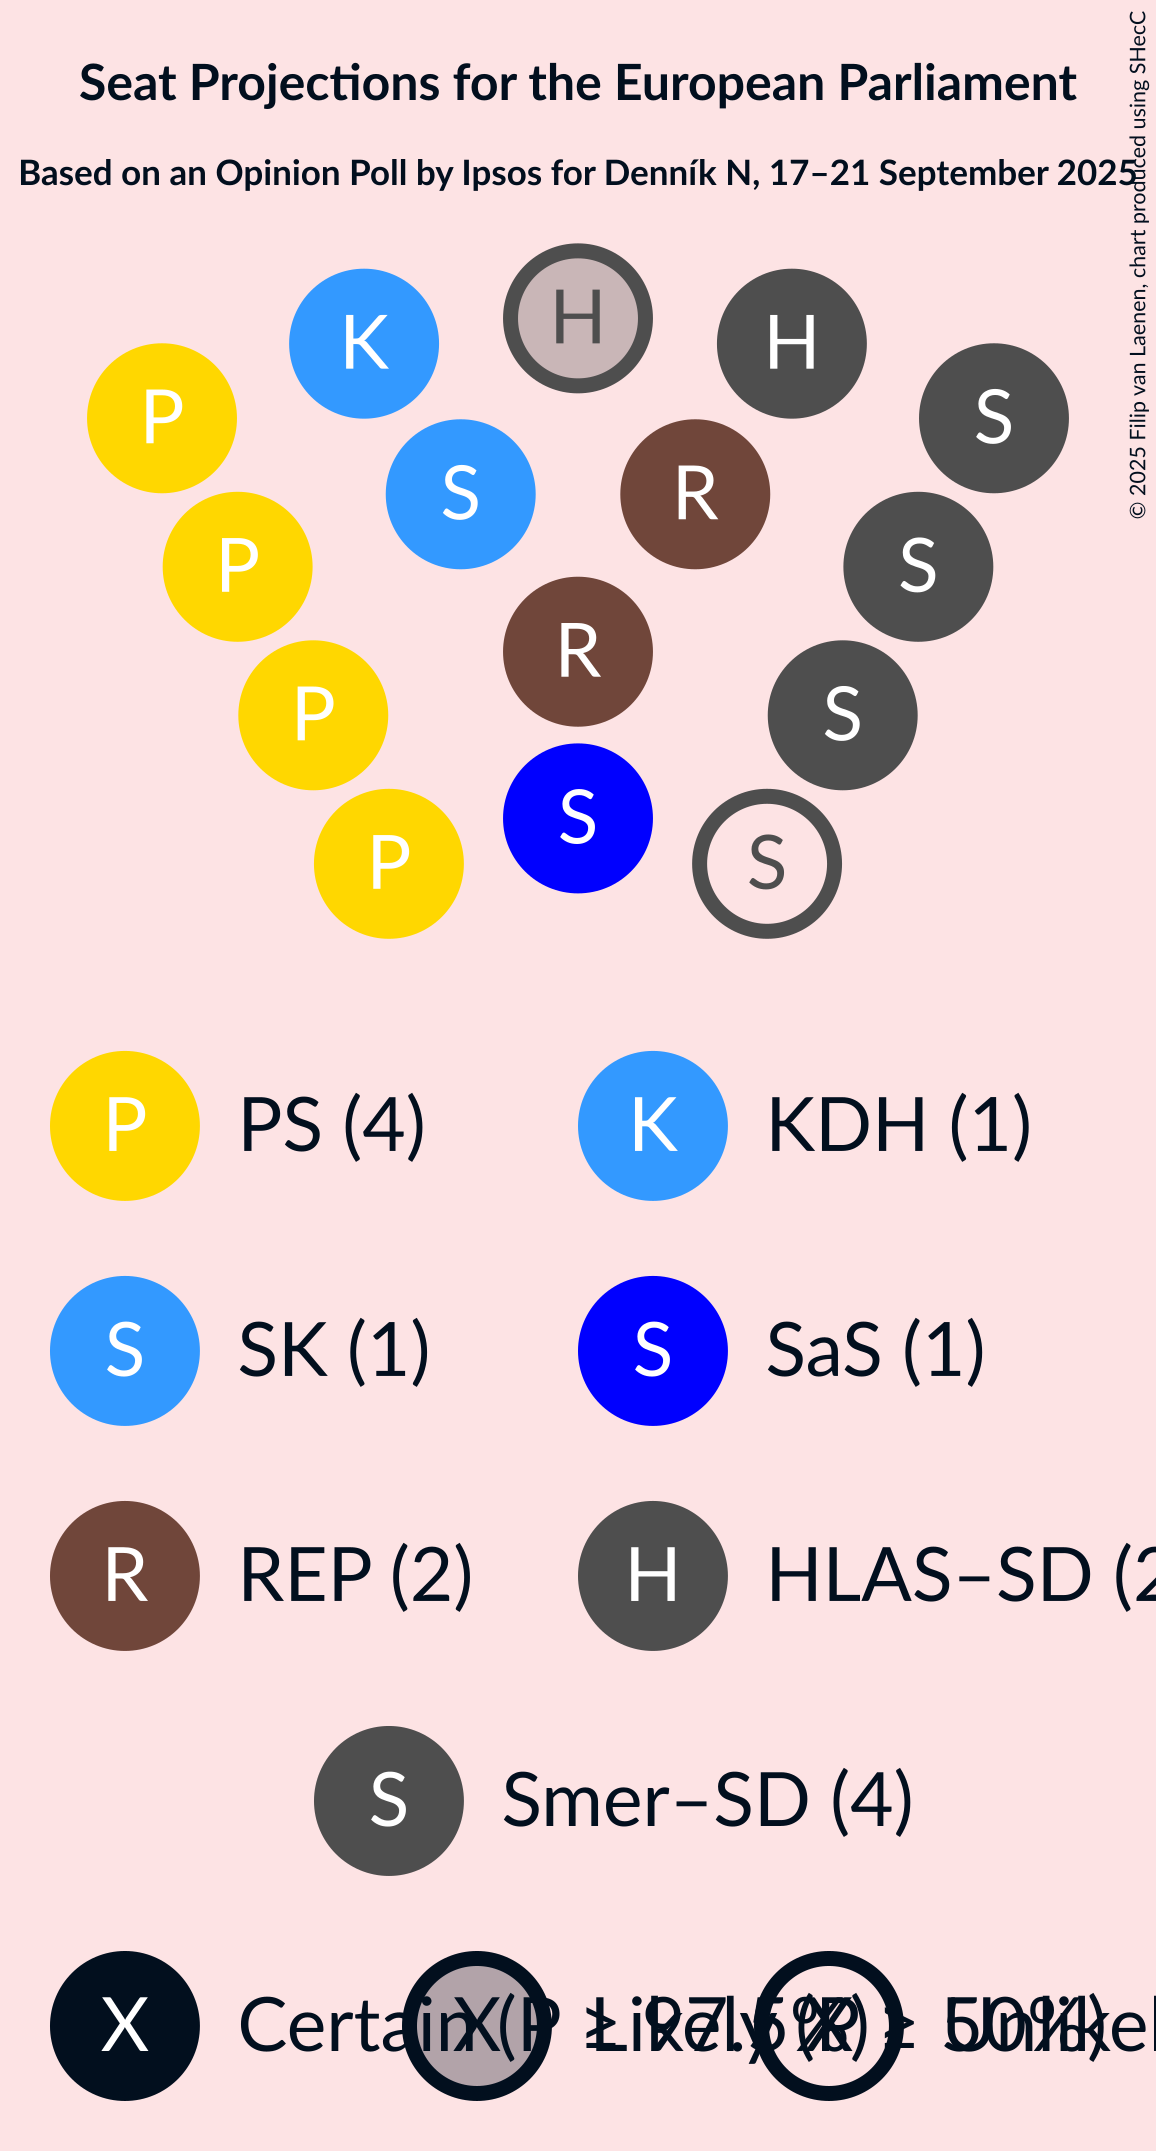 Seat Projections for the European Parliament
Based on an Opinion Poll by Ipsos for Denník N, 17–21 September 2025
© 2025 Filip van Laenen, chart produced using SHecC
H
K H
P S
S R
P S
R
P S
S
P S
P PS (4) K KDH (1)
S SK (1) S SaS (1)
R REP (2) H HLAS–SD (2
S Smer–SD (4)
X Certain (P ≥ 97.5%) X Likely (P ≥ 50%) X Unlikel